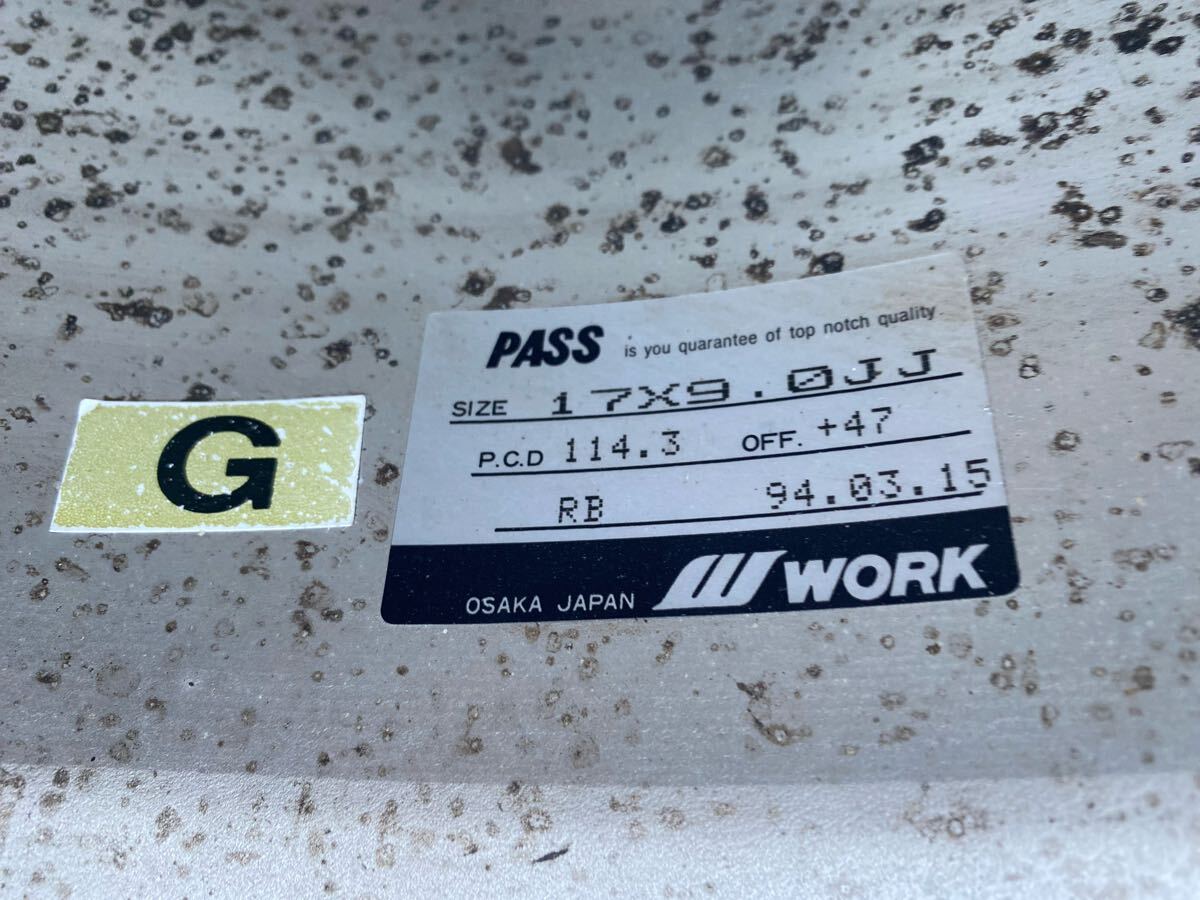 G
PASS is you quarantee of top notch quality
SIZE 17X9.0JJ
P.C.D 114.3 OFF. +47
RB 94.03.15
OSAKA JAPAN WORK